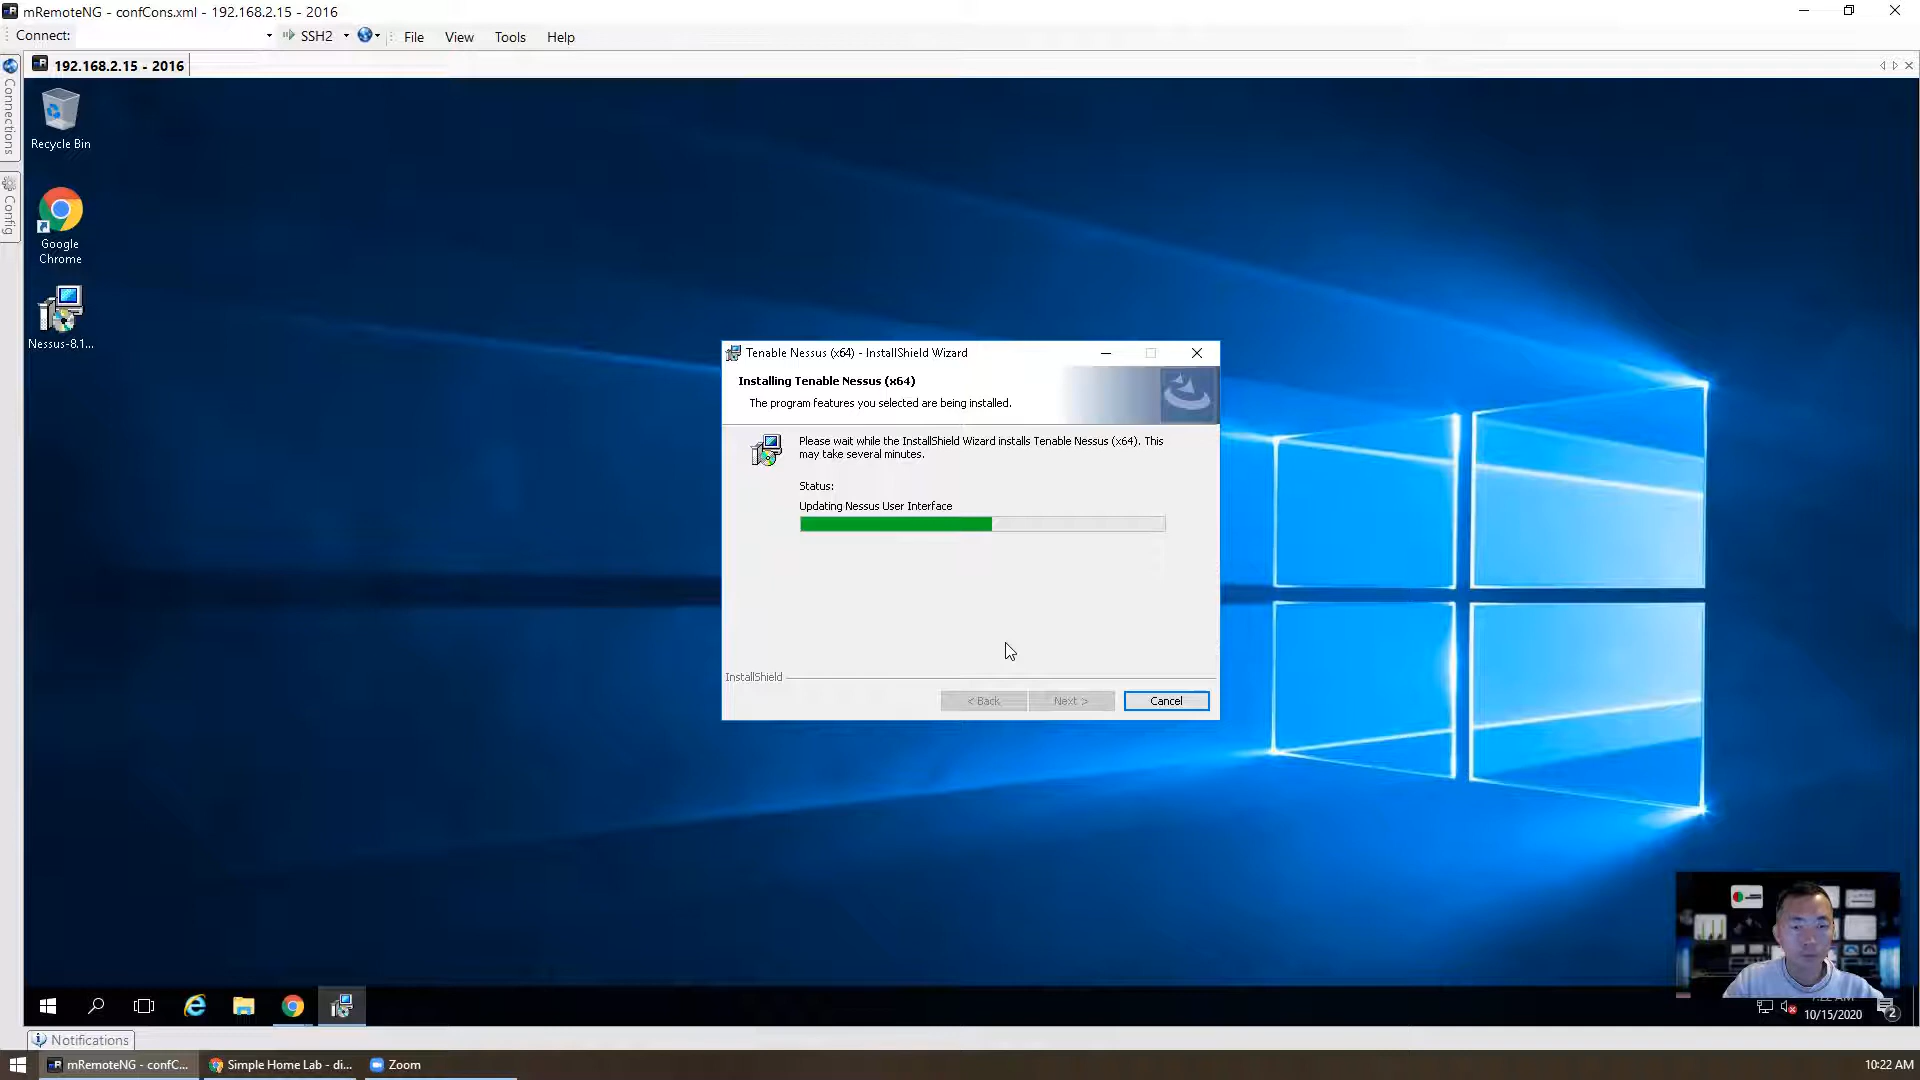 mRemoteNG - confCons.xml - 192.168.2.15 - 2016
Connect: SSH2 File View Tools Help
192.168.2.15 - 2016
Connections
Config
Recycle Bin
Google
Chrome
Nessus-8.1...
Tenable Nessus (x64) - InstallShield Wizard
Installing Tenable Nessus (x64)
The program features you selected are being installed.
Please wait while the InstallShield Wizard installs Tenable Nessus (x64). This
may take several minutes.
Status:
Updating Nessus User Interface
InstallShield
< Back Next > Cancel
10/15/2020
2
Notifications
mRemoteNG - confC... Simple Home Lab - di... Zoom 10:22 AM